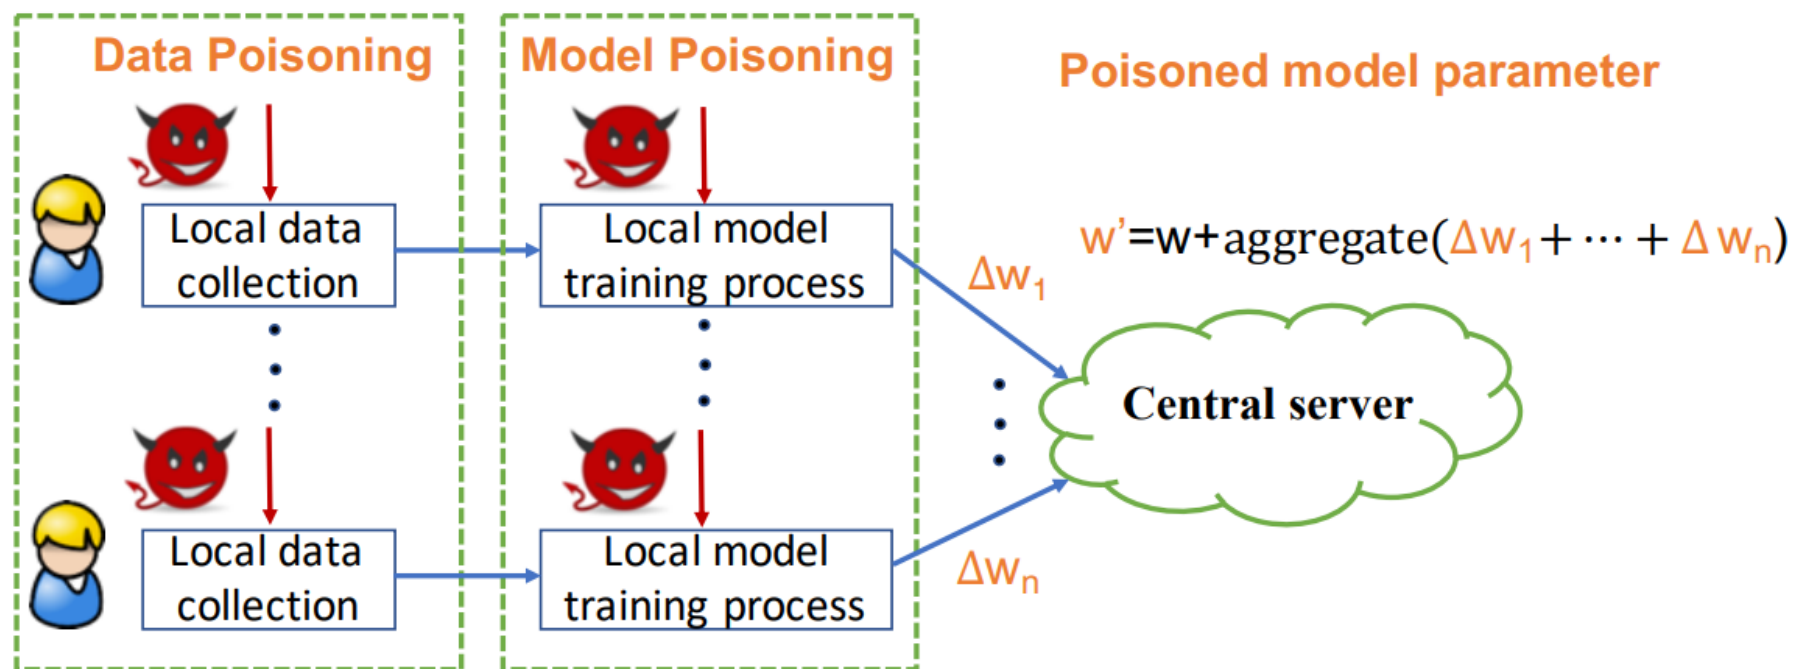 Data Poisoning
Model Poisoning
Poisoned model parameter
Local data
collection
Local model
training process
Δw₁
w’=w+aggregate(Δw₁+ ⋯ + Δ wₙ)
Central server
Local data
collection
Local model
training process
Δwₙ